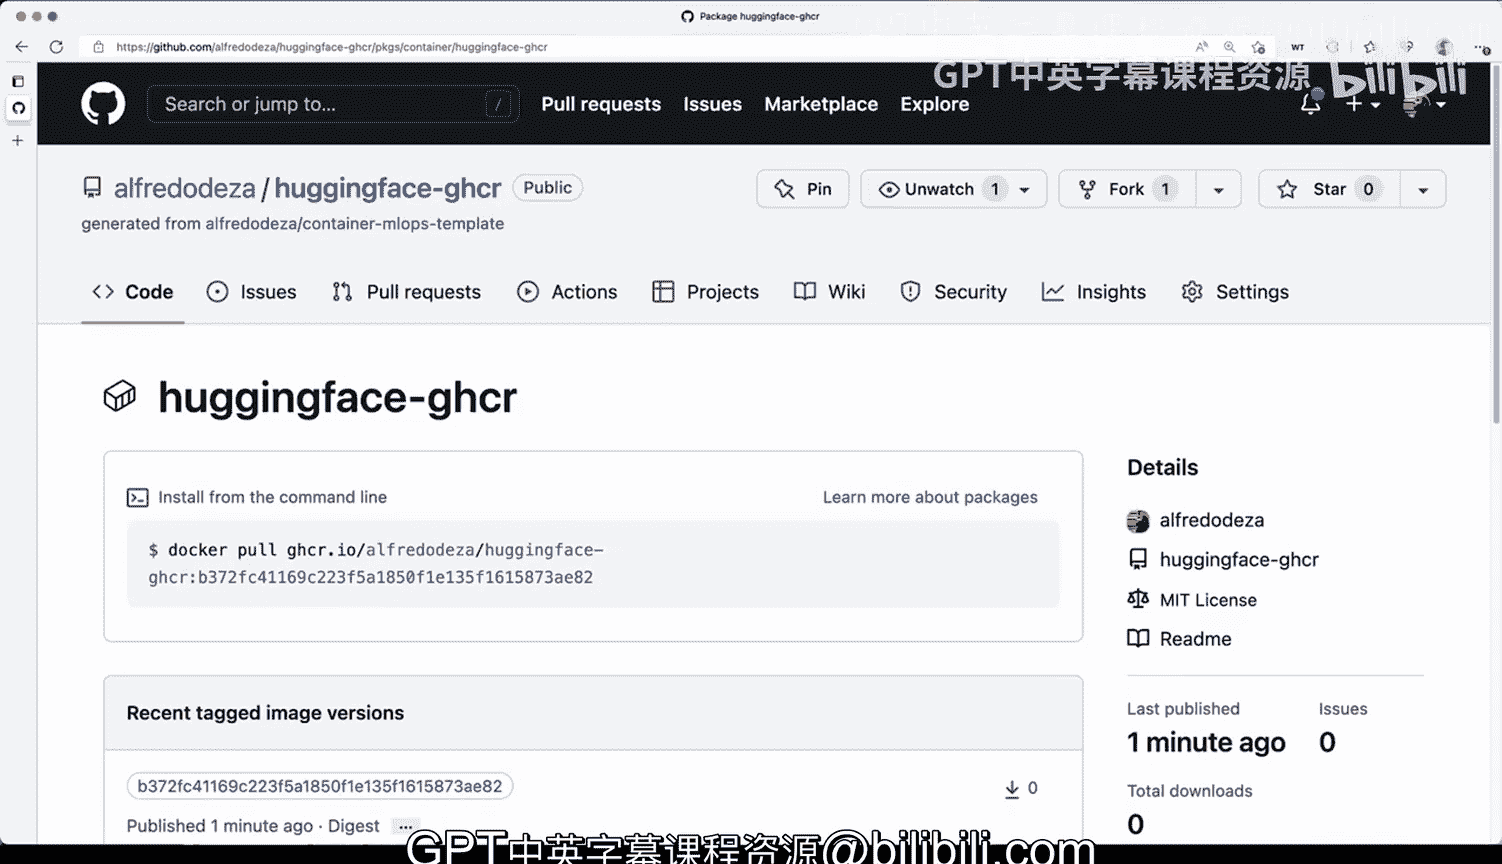 Package huggingface-ghcr
https://github.com/alfredodeza/huggingface-ghcr/pkgs/container/huggingface-ghcr
WT
GPT中英字幕课程资源 bilibili
Search or jump to... /
Pull requests Issues Marketplace Explore
alfredodeza / huggingface-ghcr Public
Pin
Unwatch 1
Fork 1
Star 0
generated from alfredodeza/container-mlops-template
Code Issues Pull requests Actions Projects Wiki Security Insights Settings
huggingface-ghcr
Install from the command line
Learn more about packages
$ docker pull ghcr.io/alfredodeza/huggingface-
ghcr:b372fc41169c223f5a1850f1e135f1615873ae82
Recent tagged image versions
b372fc41169c223f5a1850f1e135f1615873ae82
0
Published 1 minute ago · Digest ...
Details
alfredodeza
huggingface-ghcr
MIT License
Readme
Last published Issues
1 minute ago 0
Total downloads
0
GPT中英字幕课程资源@bilibili.com